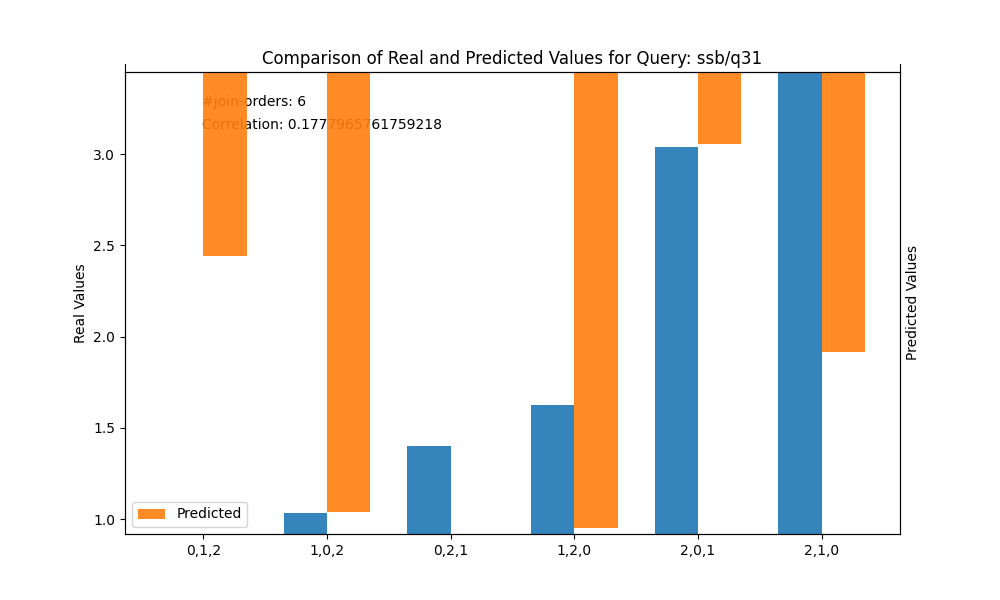 Comparison of Real and Predicted Values for Query: ssb/q31
#join-orders: 6
Correlation: 0.1777965761759218
3.0
2.5
2.0
1.5
1.0
Real Values
Predicted Values
Predicted
0,1,2
1,0,2
0,2,1
1,2,0
2,0,1
2,1,0